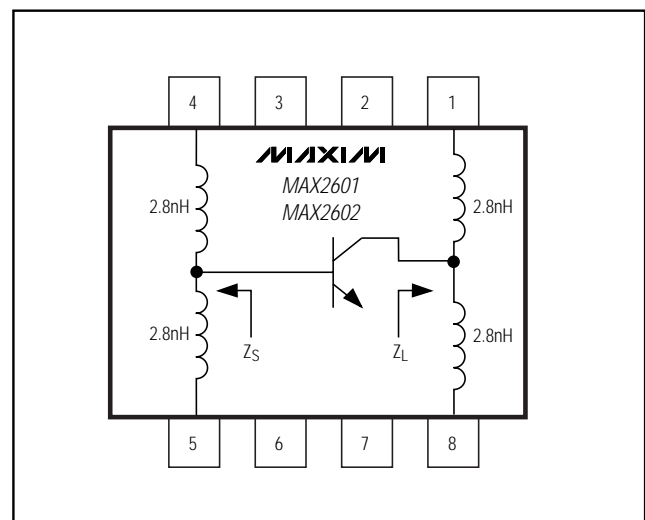 4 3 2 1
MAXIM
MAX2601
MAX2602
2.8nH 2.8nH
2.8nH 2.8nH
ZS ZL
5 6 7 8